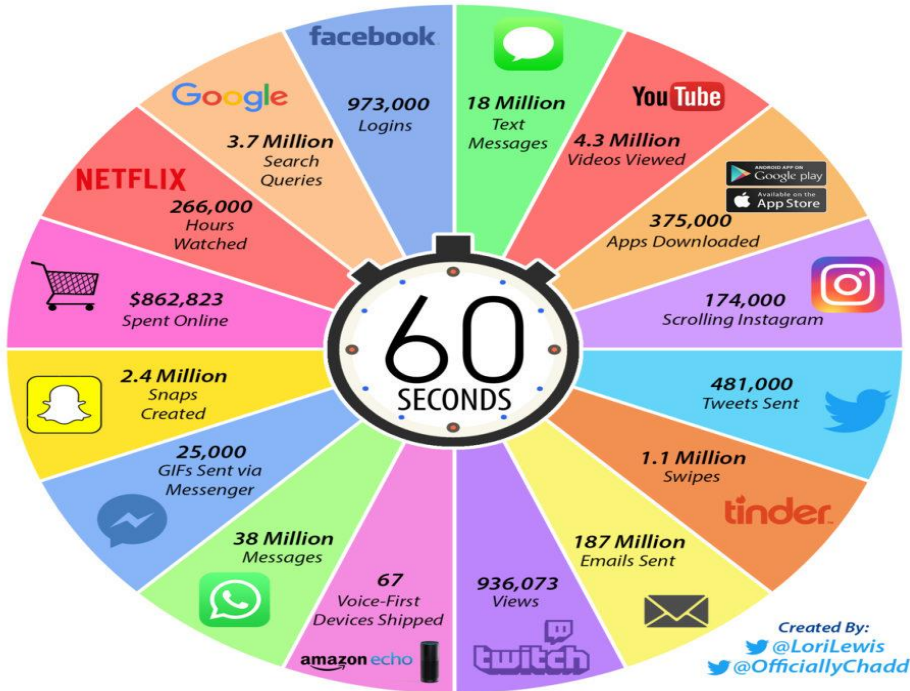 facebook
973,000
Logins
18 Million
Text
Messages
YouTube
4.3 Million
Videos Viewed
ANDROID APP ON
Google play
Available on the
App Store
375,000
Apps Downloaded
174,000
Scrolling Instagram
481,000
Tweets Sent
1.1 Million
Swipes
tinder
187 Million
Emails Sent
936,073
Views
twitch
67
Voice-First
Devices Shipped
amazon echo
38 Million
Messages
25,000
GIFs Sent via
Messenger
2.4 Million
Snaps
Created
$862,823
Spent Online
NETFLIX
266,000
Hours
Watched
Google
3.7 Million
Search
Queries
60
SECONDS
Created By:
@LoriLewis
@OfficiallyChadd